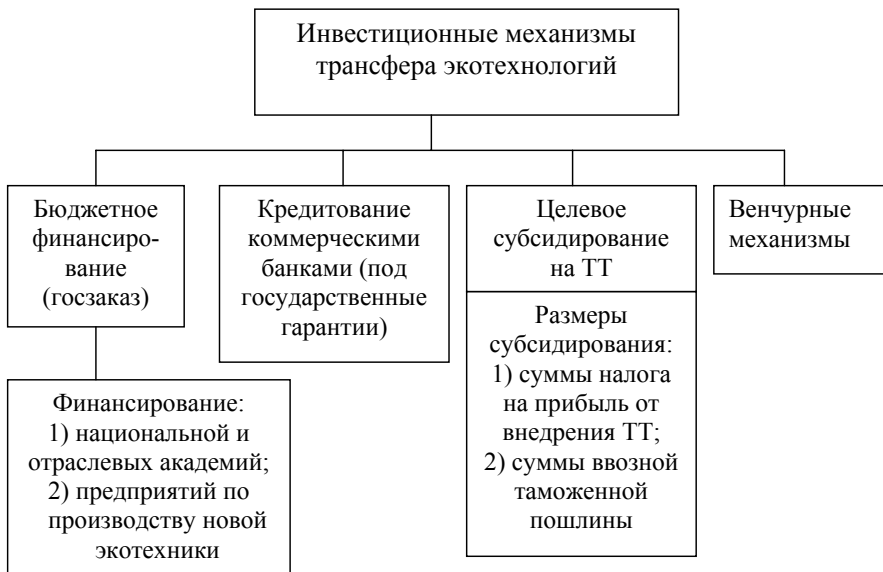 Инвестиционные механизмы
трансфера экотехнологий
Бюджетное
финансиро-
вание
(госзаказ)
Кредитование
коммерческими
банками (под
государственные
гарантии)
Целевое
субсидирование
на ТТ
Венчурные
механизмы
Финансирование:
1) национальной и
отраслевых академий;
2) предприятий по
производству новой
экотехники
Размеры
субсидирования:
1) суммы налога
на прибыль от
внедрения ТТ;
2) суммы ввозной
таможенной
пошлины